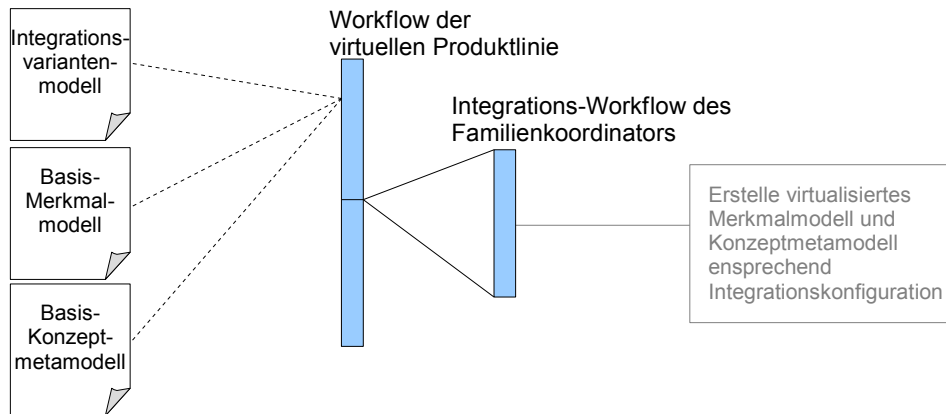 Integrations-
varianten-
modell
Basis-
Merkmal-
modell
Basis-
Konzept-
metamodell
Workflow der
virtuellen Produktlinie
Integrations-Workflow des
Familienkoordinators
Erstelle virtualisiertes
Merkmalmodell und
Konzeptmetamodell
ensprechend
Integrationskonfiguration